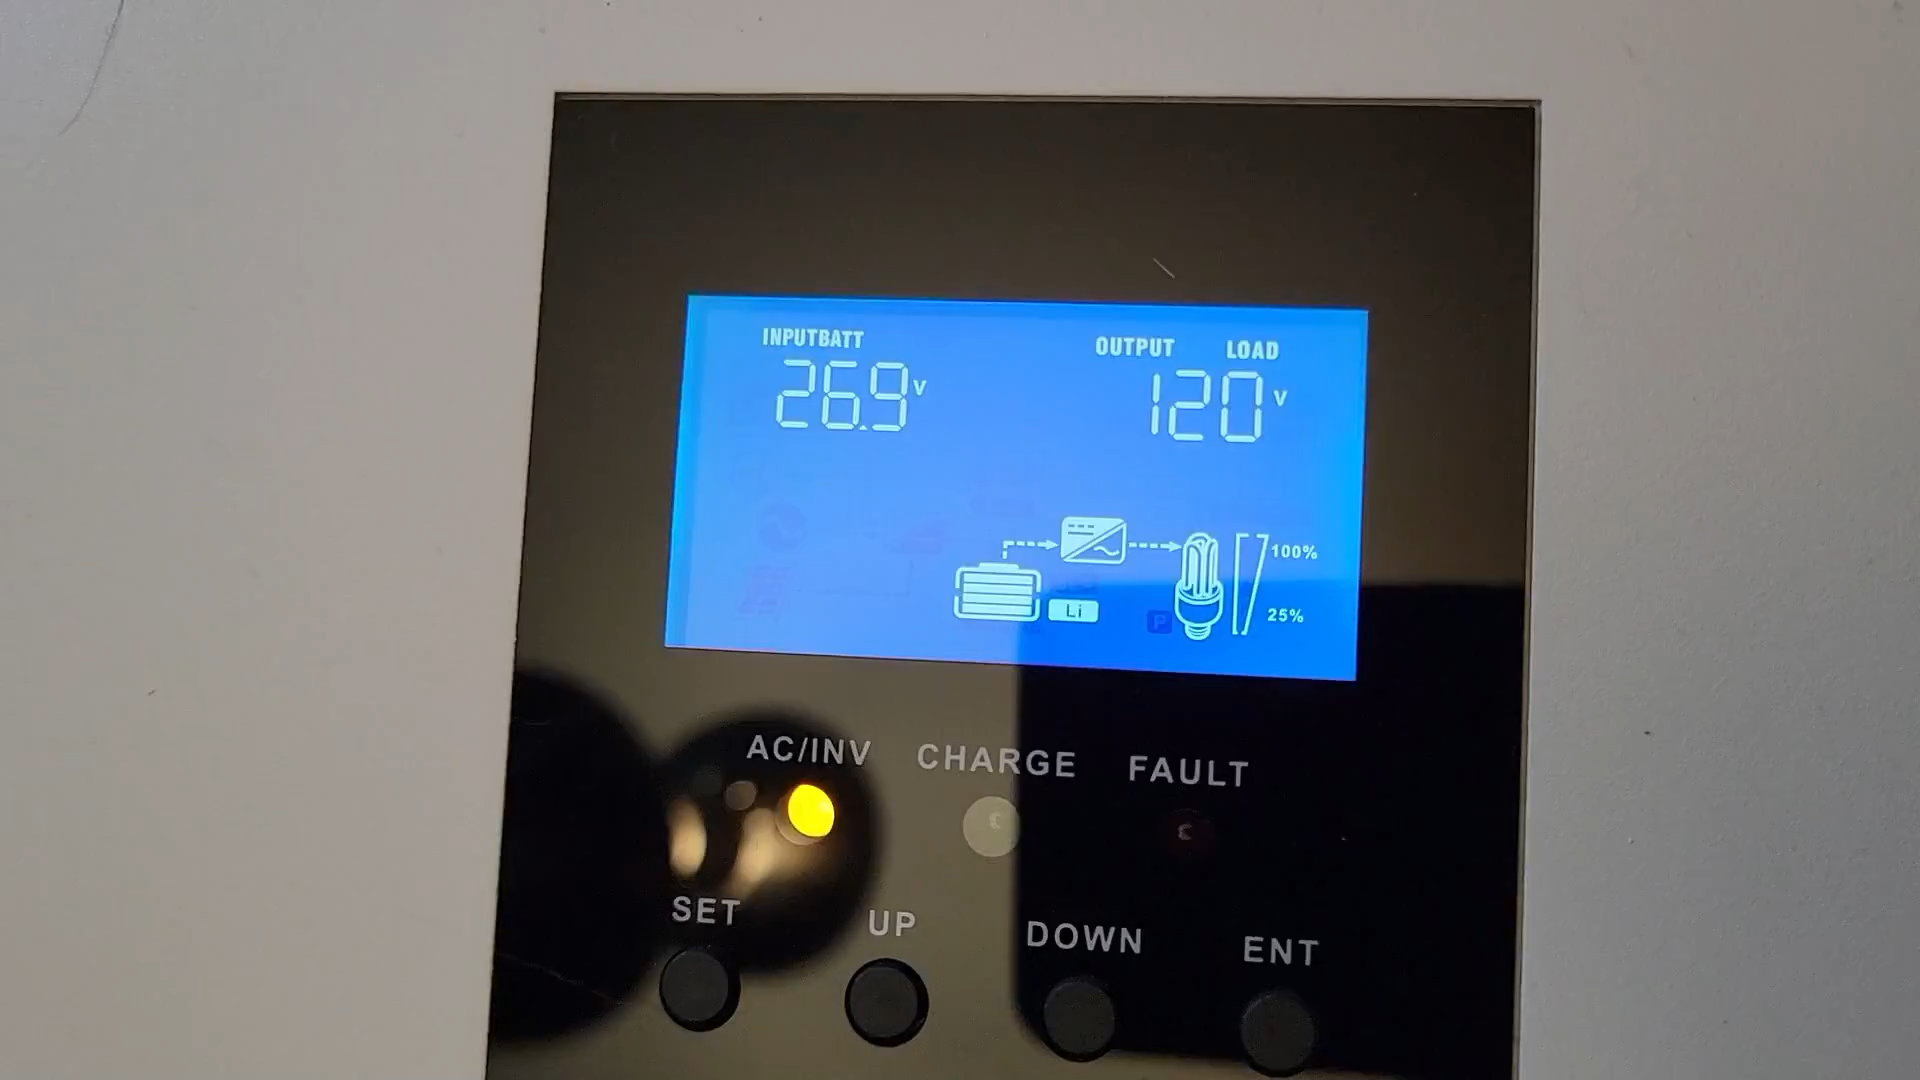 INPUTBATT
OUTPUT LOAD
26.9V
120V
100%
Li
P
25%
AC/INV CHARGE FAULT
SET UP DOWN ENT